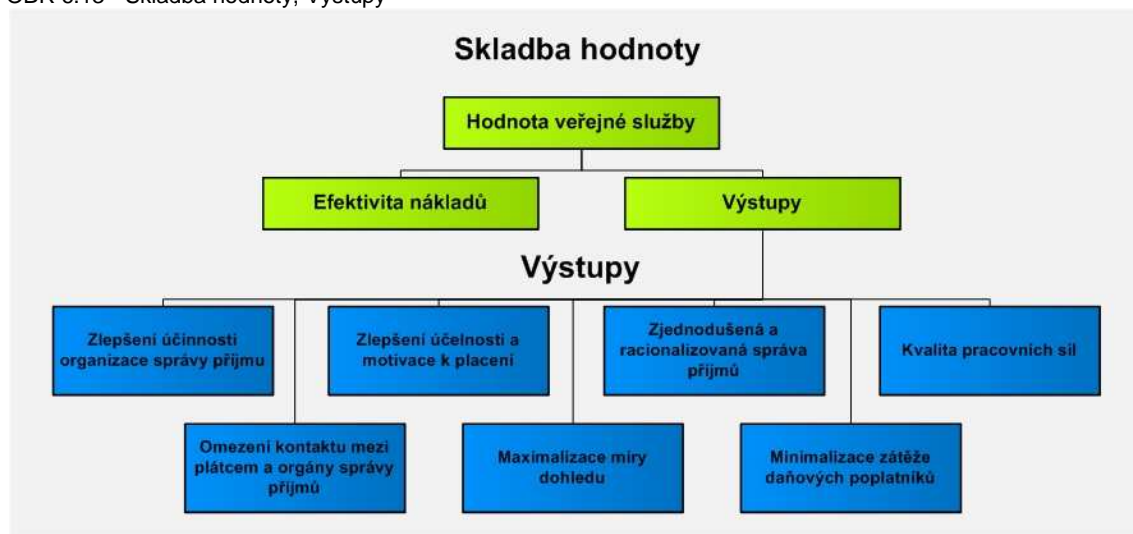 Skladba hodnoty
Hodnota veřejné služby
Efektivita nákladů
Výstupy
Výstupy
Zlepšení účinnosti
organizace správy příjmu
Zlepšení účelnosti a
motivace k placení
Zjednodušená a
racionalizovaná správa
příjmů
Kvalita pracovních sil
Omezení kontaktu mezi
plátcem a orgány správy
příjmů
Maximalizace míry
dohledu
Minimalizace zátěže
daňových poplatníků